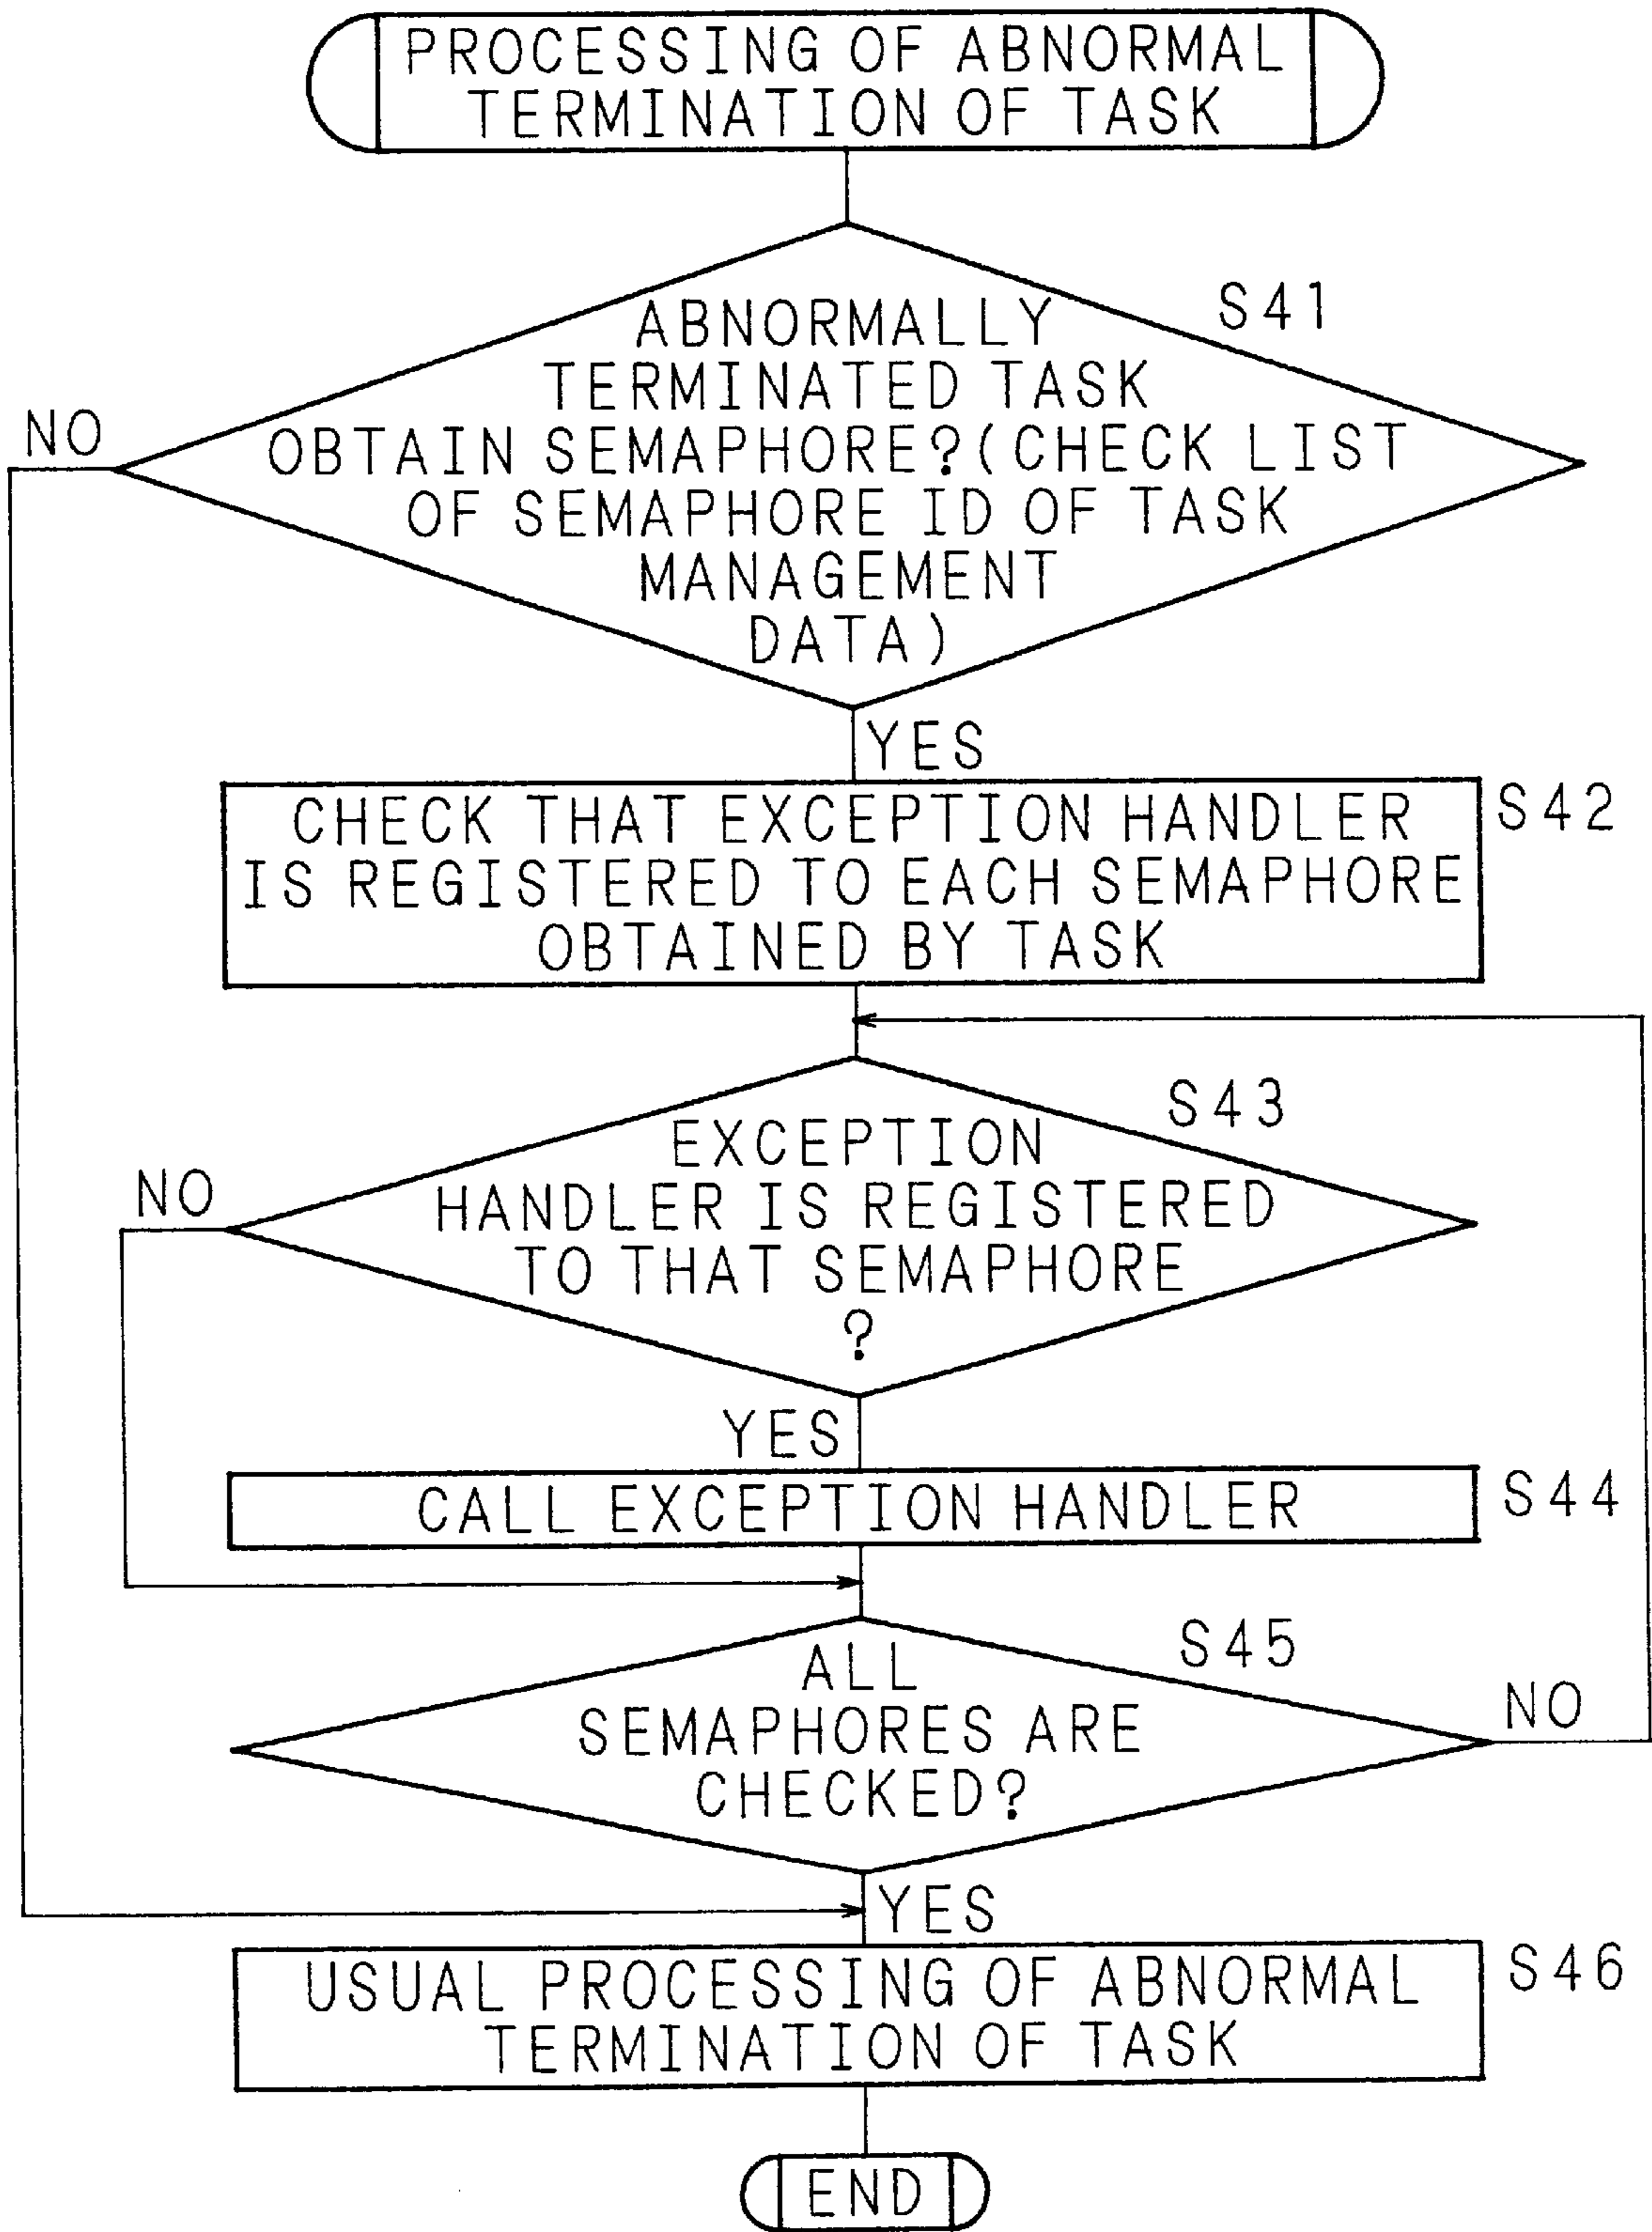 PROCESSING OF ABNORMAL
TERMINATION OF TASK
S41
ABNORMALLY
TERMINATED TASK
NO
OBTAIN SEMAPHORE?(CHECK LIST
OF SEMAPHORE ID OF TASK
MANAGEMENT
DATA)
YES
CHECK THAT EXCEPTION HANDLER
IS REGISTERED TO EACH SEMAPHORE
OBTAINED BY TASK
S42
S43
EXCEPTION
NO
HANDLER IS REGISTERED
TO THAT SEMAPHORE
?
YES
CALL EXCEPTION HANDLER
S44
S45
ALL
SEMAPHORES ARE
CHECKED?
NO
YES
USUAL PROCESSING OF ABNORMAL
TERMINATION OF TASK
S46
END